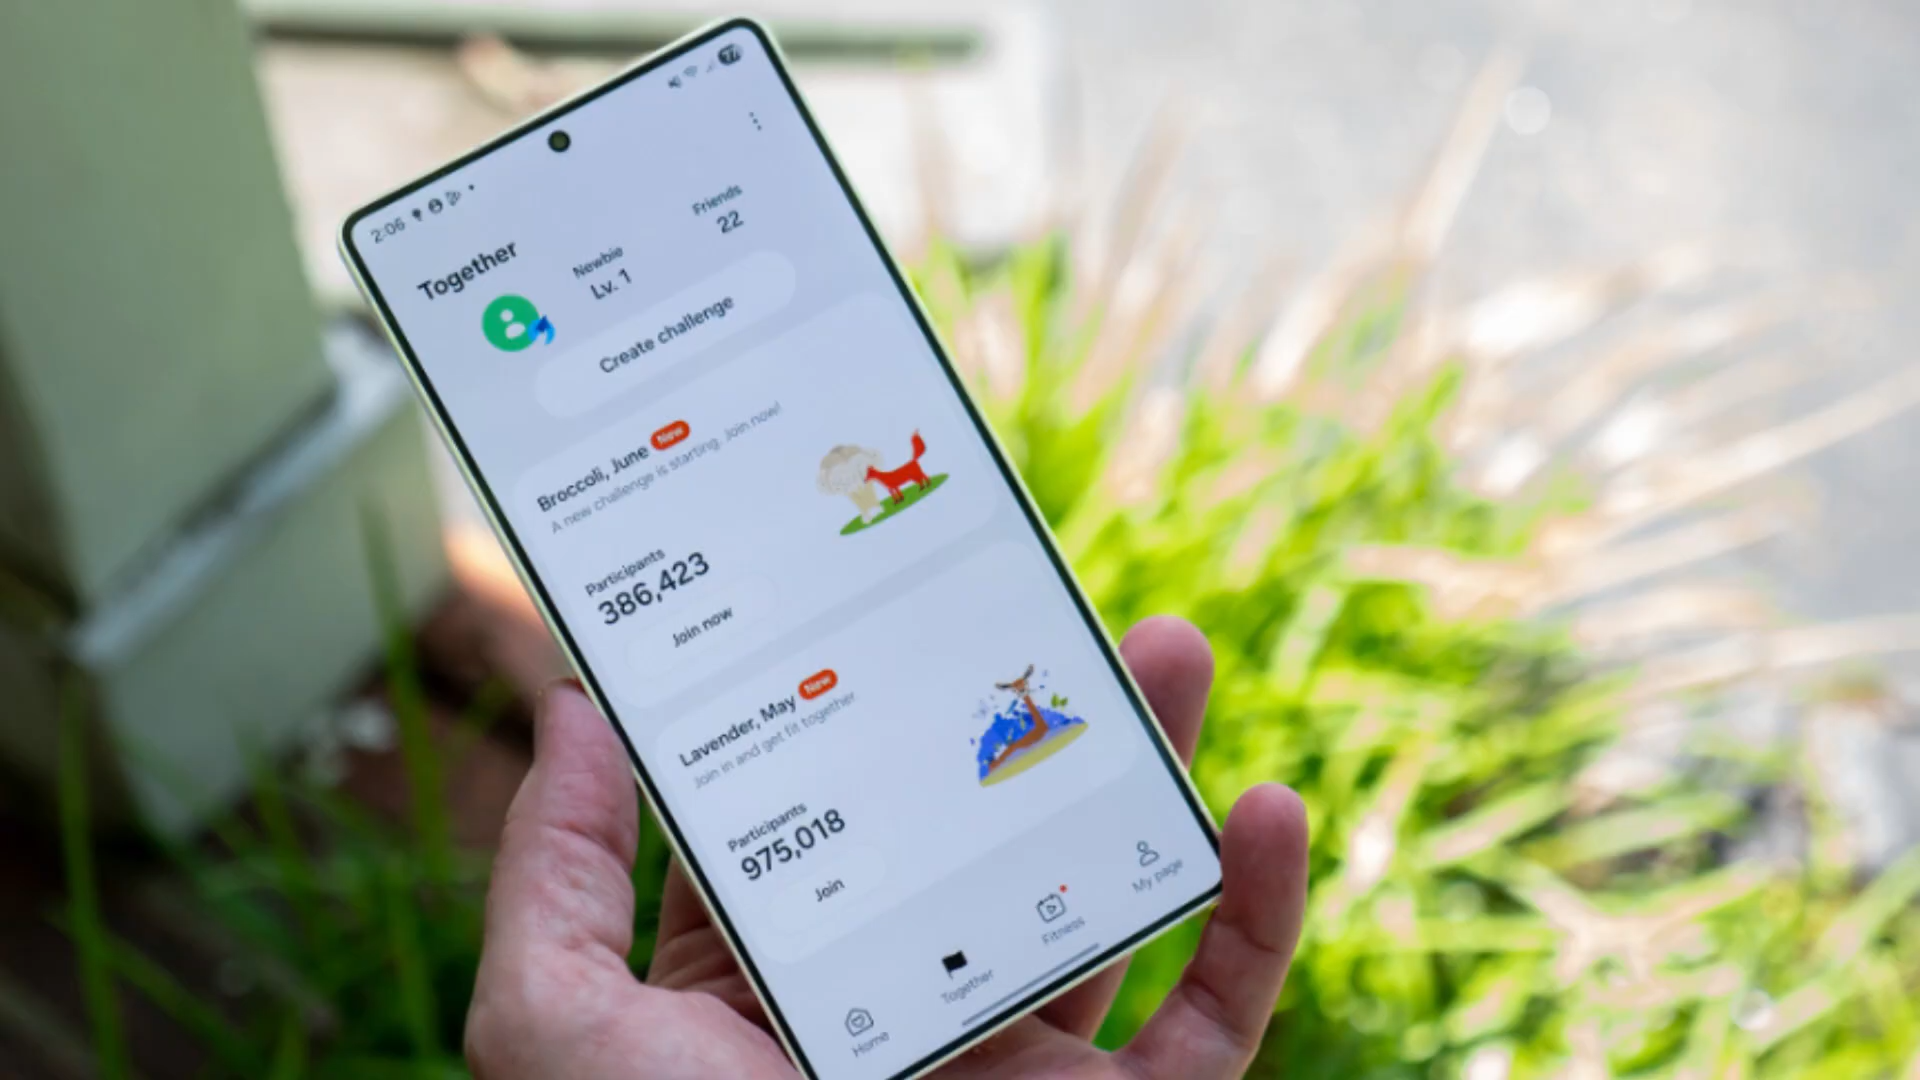 2:06
77
Together
Newbie
Lv. 1
Friends
22
Create challenge
Broccoli, June New
A new challenge is starting. Join now!
Participants
386,423
Join now
Lavender, May New
Join in and get fit together
Participants
975,018
Join
Home
Together
Fitness
My page